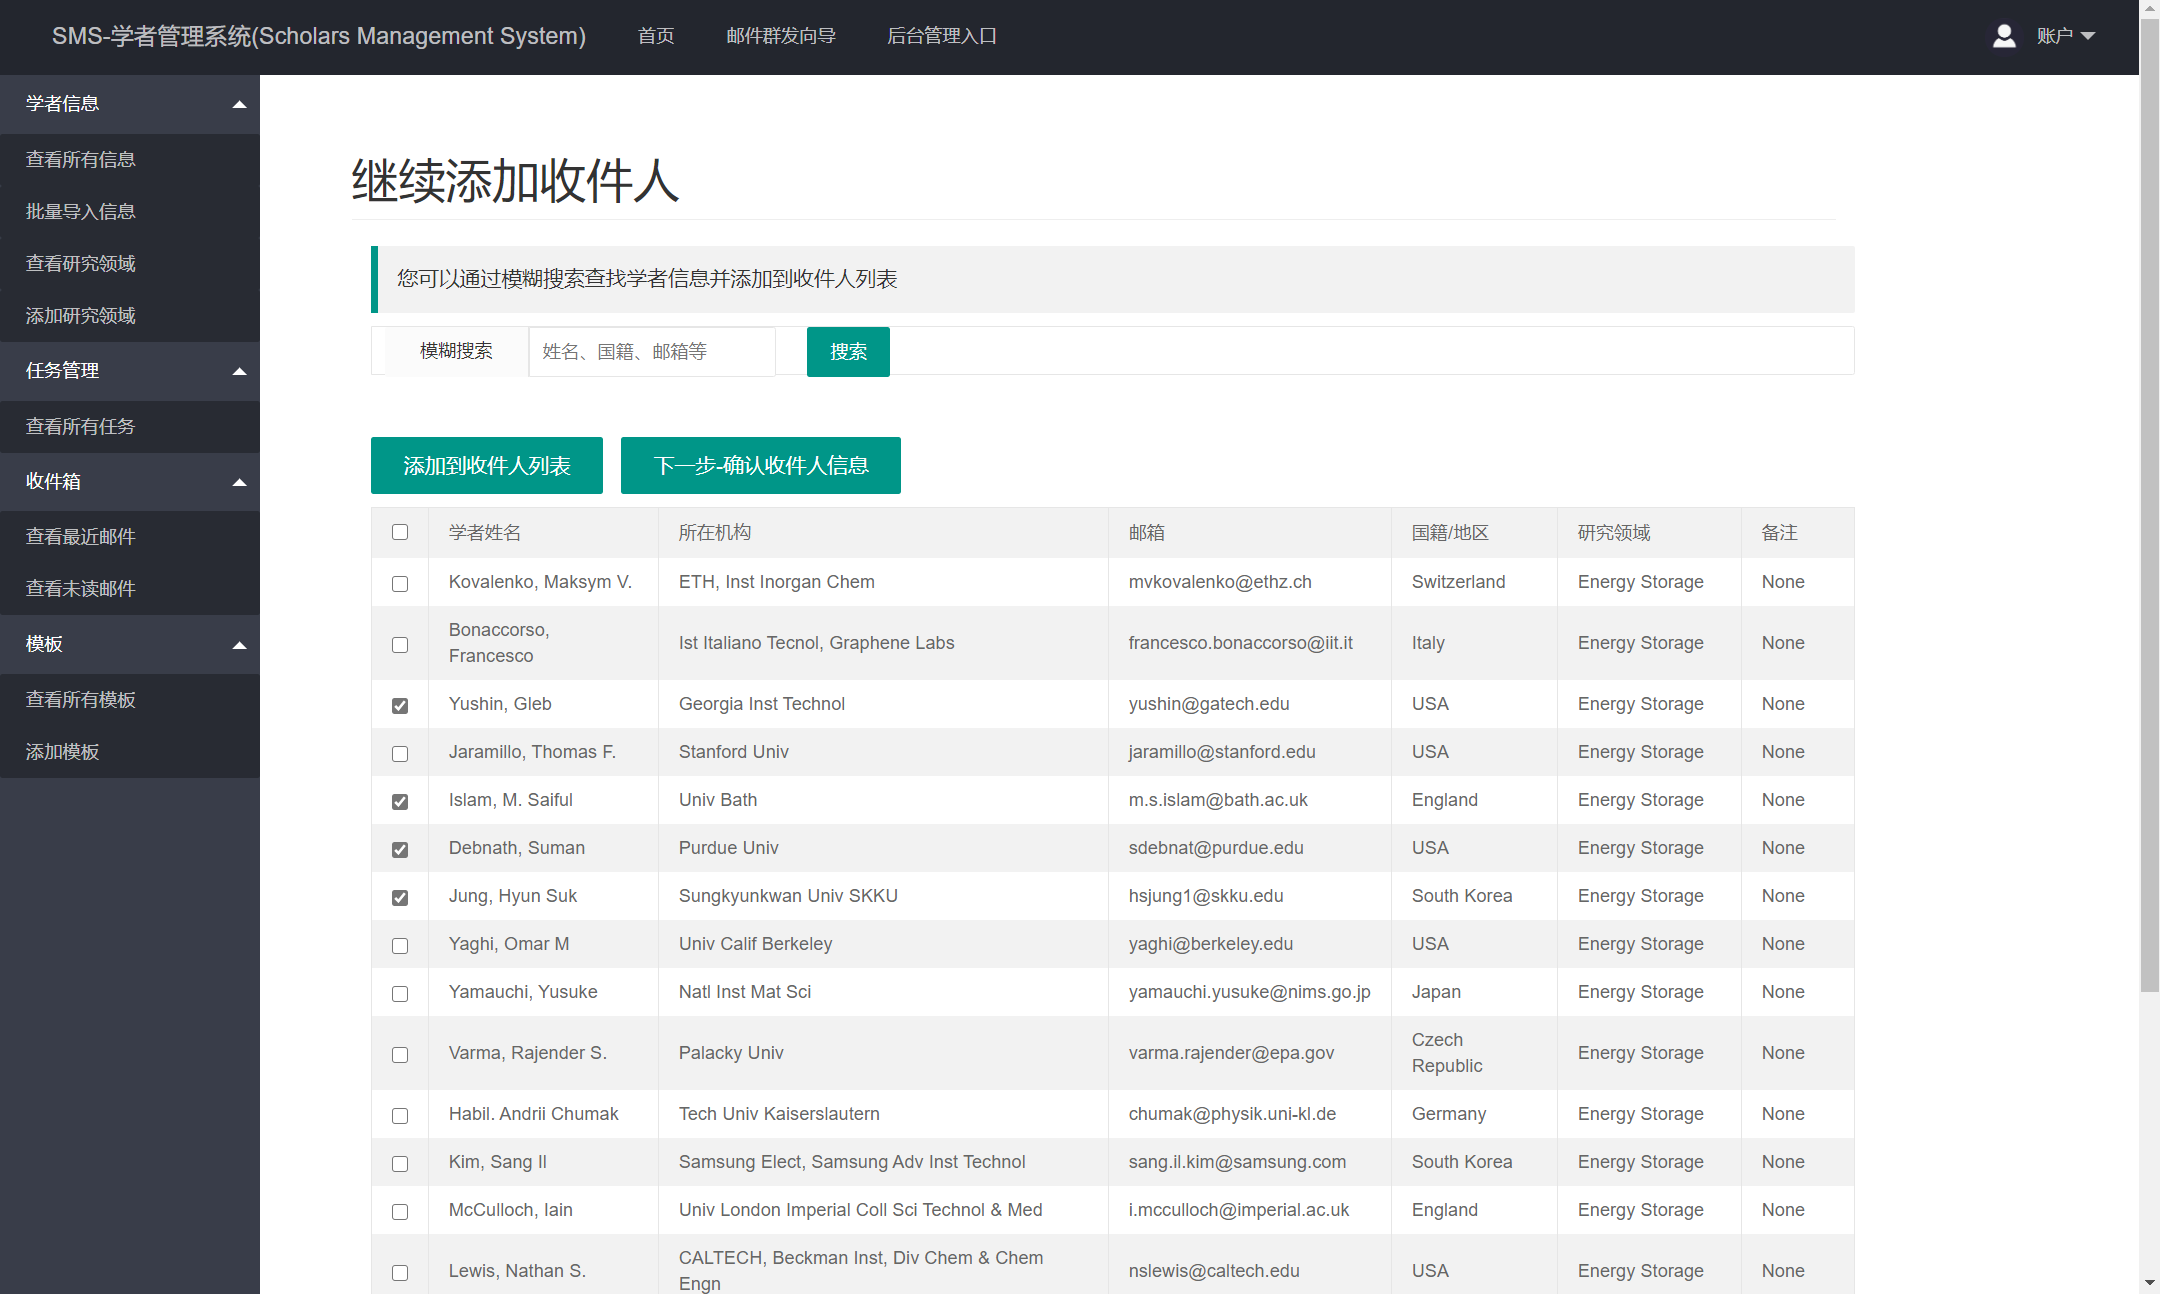 SMS-学者管理系统(Scholars Management System) 首页 邮件群发向导 后台管理入口 账户
学者信息
查看所有信息
批量导入信息
查看研究领域
添加研究领域
任务管理
查看所有任务
收件箱
查看最近邮件
查看未读邮件
模板
查看所有模板
添加模板
继续添加收件人
您可以通过模糊搜索查找学者信息并添加到收件人列表
模糊搜索 姓名、国籍、邮箱等 搜索
添加到收件人列表 下一步-确认收件人信息
学者姓名 所在机构 邮箱 国籍/地区 研究领域 备注
Kovalenko, Maksym V. ETH, Inst Inorgan Chem mvkovalenko@ethz.ch Switzerland Energy Storage None
Bonaccorso,
Francesco Ist Italiano Tecnol, Graphene Labs francesco.bonaccorso@iit.it Italy Energy Storage None
Yushin, Gleb Georgia Inst Technol yushin@gatech.edu USA Energy Storage None
Jaramillo, Thomas F. Stanford Univ jaramillo@stanford.edu USA Energy Storage None
Islam, M. Saiful Univ Bath m.s.islam@bath.ac.uk England Energy Storage None
Debnath, Suman Purdue Univ sdebnat@purdue.edu USA Energy Storage None
Jung, Hyun Suk Sungkyunkwan Univ SKKU hsjung1@skku.edu South Korea Energy Storage None
Yaghi, Omar M Univ Calif Berkeley yaghi@berkeley.edu USA Energy Storage None
Yamauchi, Yusuke Natl Inst Mat Sci yamauchi.yusuke@nims.go.jp Japan Energy Storage None
Varma, Rajender S. Palacky Univ varma.rajender@epa.gov Czech
Republic Energy Storage None
Habil. Andrii Chumak Tech Univ Kaiserslautern chumak@physik.uni-kl.de Germany Energy Storage None
Kim, Sang Il Samsung Elect, Samsung Adv Inst Technol sang.il.kim@samsung.com South Korea Energy Storage None
McCulloch, Iain Univ London Imperial Coll Sci Technol & Med i.mcculloch@imperial.ac.uk England Energy Storage None
Lewis, Nathan S. CALTECH, Beckman Inst, Div Chem & Chem
Engn nslewis@caltech.edu USA Energy Storage None